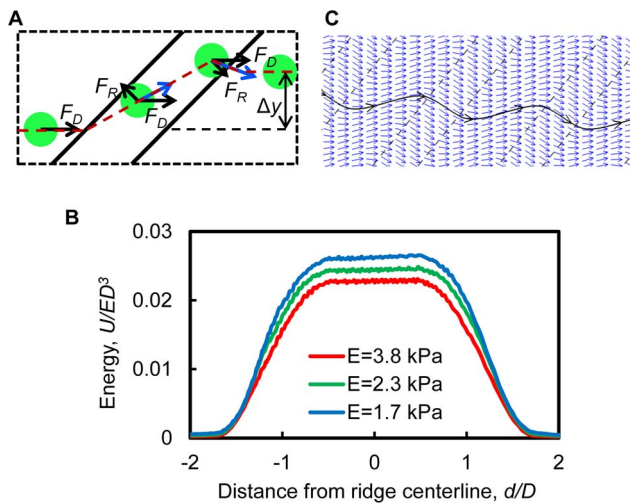 A
F_D
F_R
F_D
F_D
F_R
Δy
C
B
Energy, U/ED³
0.03
0.02
0.01
0
E=3.8 kPa
E=2.3 kPa
E=1.7 kPa
-2
-1
0
1
2
Distance from ridge centerline, d/D